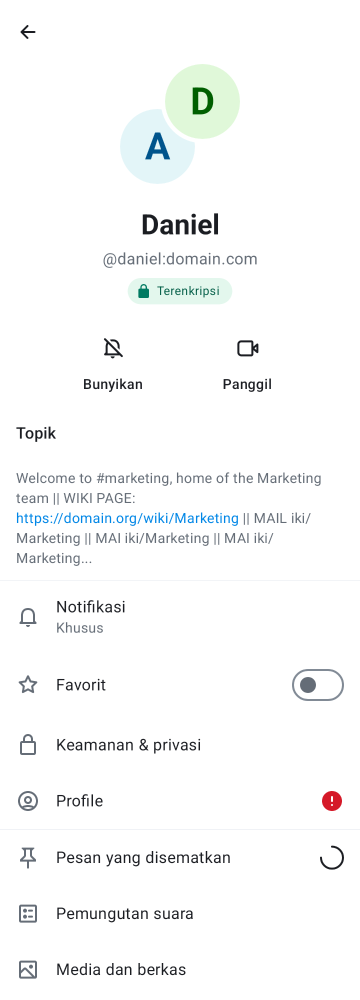 D
A
Daniel
@daniel:domain.com
Terenkripsi
Bunyikan
Panggil
Topik
Welcome to #marketing, home of the Marketing
team || WIKI PAGE:
https://domain.org/wiki/Marketing || MAIL iki/
Marketing || MAI iki/Marketing || MAI iki/
Marketing...
Notifikasi
Khusus
Favorit
Keamanan & privasi
Profile
Pesan yang disematkan
Pemungutan suara
Media dan berkas